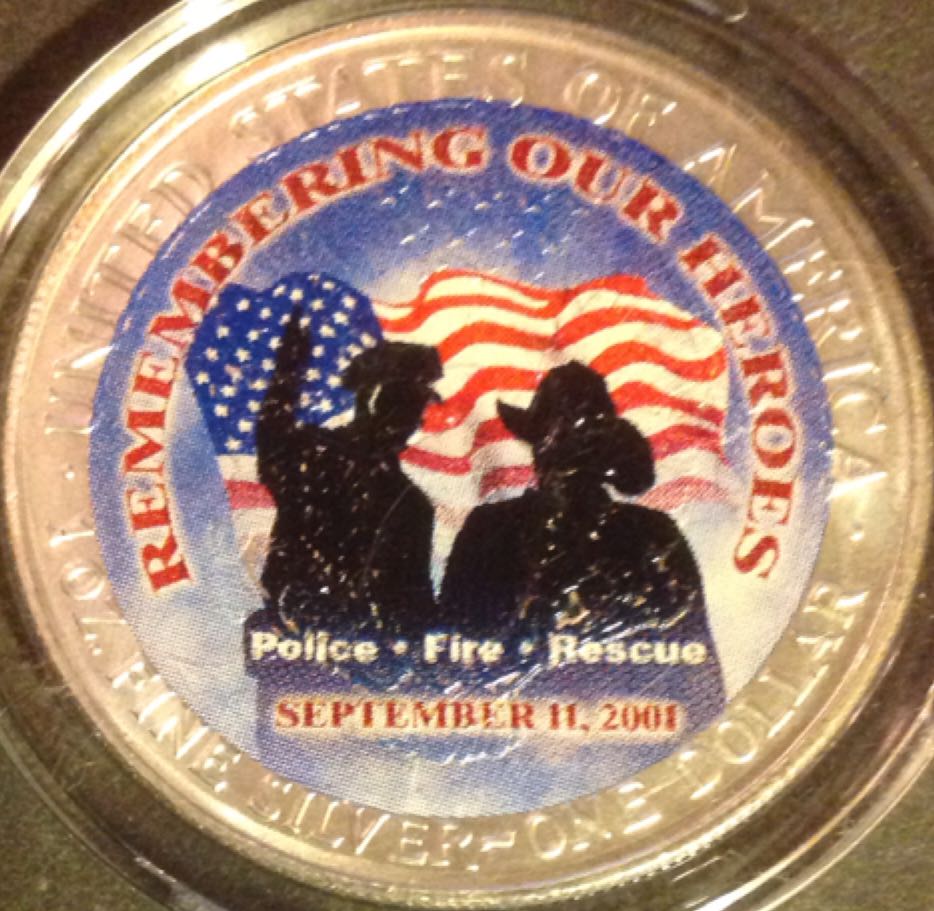 UNITED STATES OF AMERICA
REMEMBERING OUR HEROES
Police • Fire • Rescue
SEPTEMBER 11, 2001
1 OZ. FINE SILVER-ONE DOLLAR